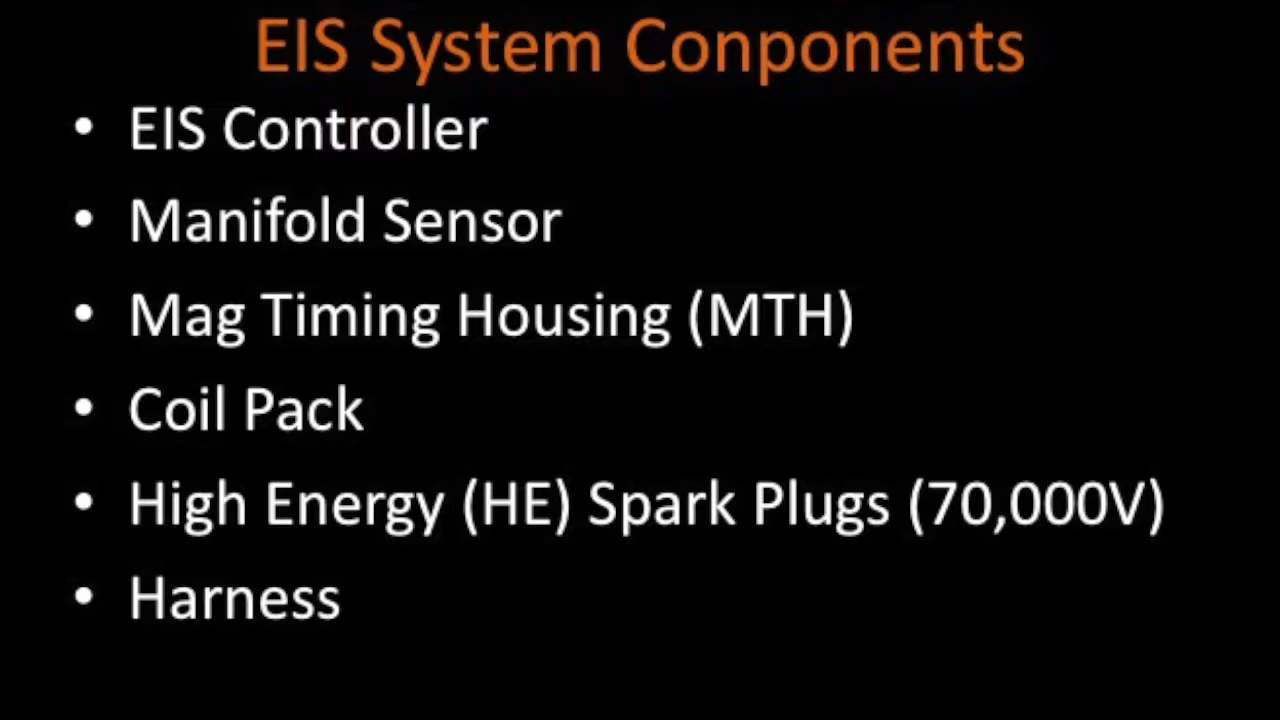 EIS System Conponents
• EIS Controller
• Manifold Sensor
• Mag Timing Housing (MTH)
• Coil Pack
• High Energy (HE) Spark Plugs (70,000V)
• Harness